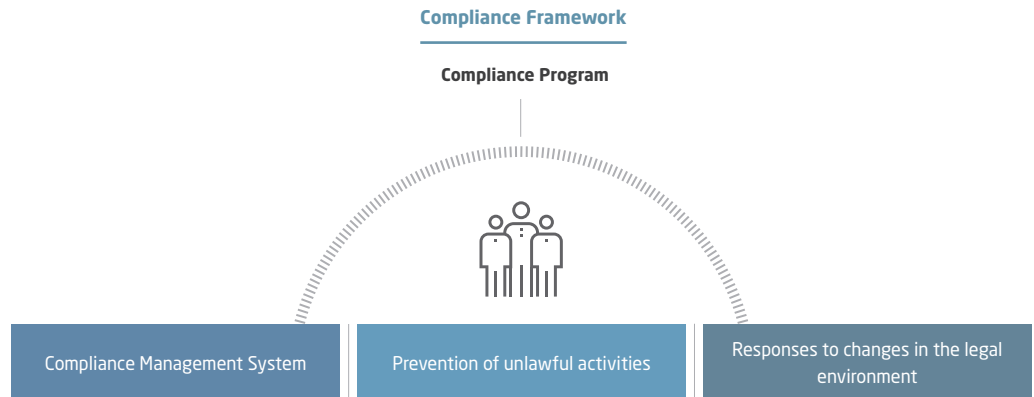 Compliance Framework
Compliance Program
Compliance Management System
Prevention of unlawful activities
Responses to changes in the legal
environment